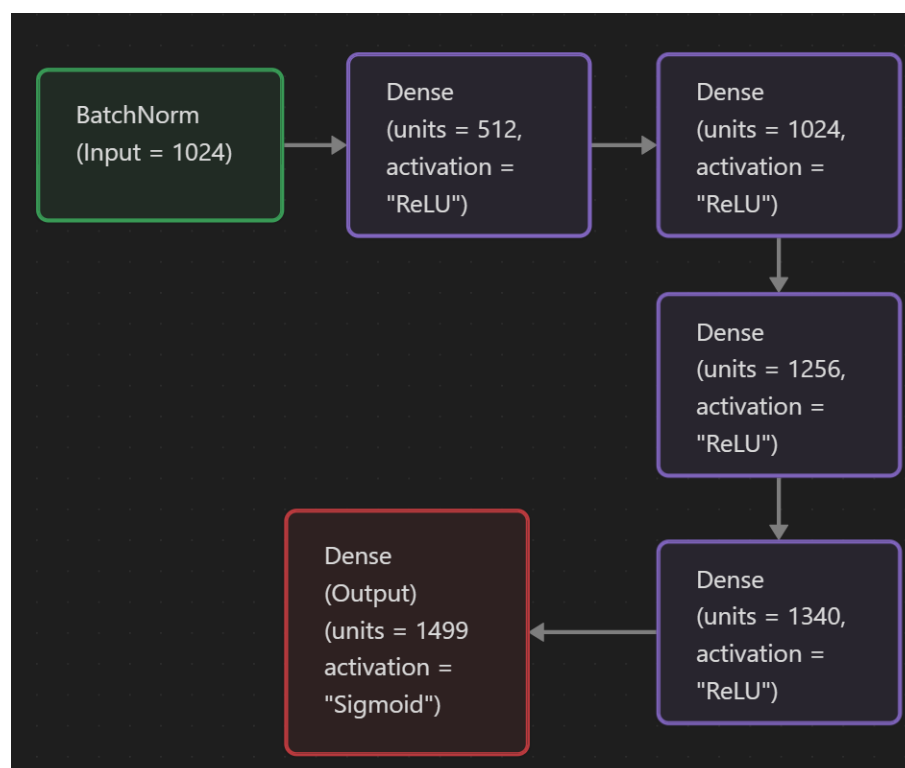 BatchNorm
(Input = 1024)
Dense
(units = 512,
activation =
"ReLU")
Dense
(units = 1024,
activation =
"ReLU")
Dense
(units = 1256,
activation =
"ReLU")
Dense
(units = 1340,
activation =
"ReLU")
Dense
(Output)
(units = 1499
activation =
"Sigmoid")